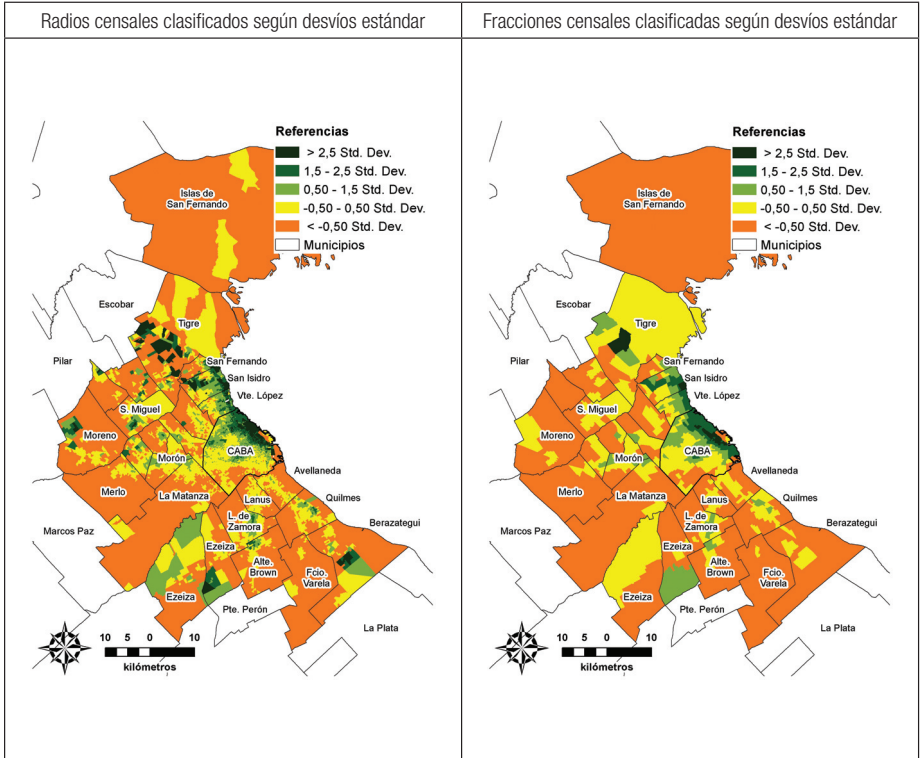 Radios censales clasificados según desvíos estándar
Referencias
> 2,5 Std. Dev.
1,5 - 2,5 Std. Dev.
0,50 - 1,5 Std. Dev.
-0,50 - 0,50 Std. Dev.
< -0,50 Std. Dev.
Municipios
Islas de
San Fernando
Escobar
Tigre
Pilar
San Fernando
San Isidro
Vte. López
S. Miguel
Moreno
CABA
Morón
Avellaneda
Merlo
La Matanza
Lanus
Quilmes
L. de
Zamora
Marcos Paz
Berazategui
Ezeiza
Alte.
Brown
Fcio.
Varela
Ezeiza
Pte. Perón
La Plata
10 5 0 10
kilómetros
Fracciones censales clasificadas según desvíos estándar
Referencias
> 2,5 Std. Dev.
1,5 - 2,5 Std. Dev.
0,50 - 1,5 Std. Dev.
-0,50 - 0,50 Std. Dev.
< -0,50 Std. Dev.
Municipios
Islas de
San Fernando
Escobar
Tigre
Pilar
San Fernando
San Isidro
Vte. López
S. Miguel
Moreno
CABA
Morón
Avellaneda
Merlo
La Matanza
Lanus
Quilmes
L. de
Zamora
Marcos Paz
Berazategui
Ezeiza
Alte.
Brown
Fcio.
Varela
Ezeiza
Pte. Perón
La Plata
10 5 0 10
kilómetros